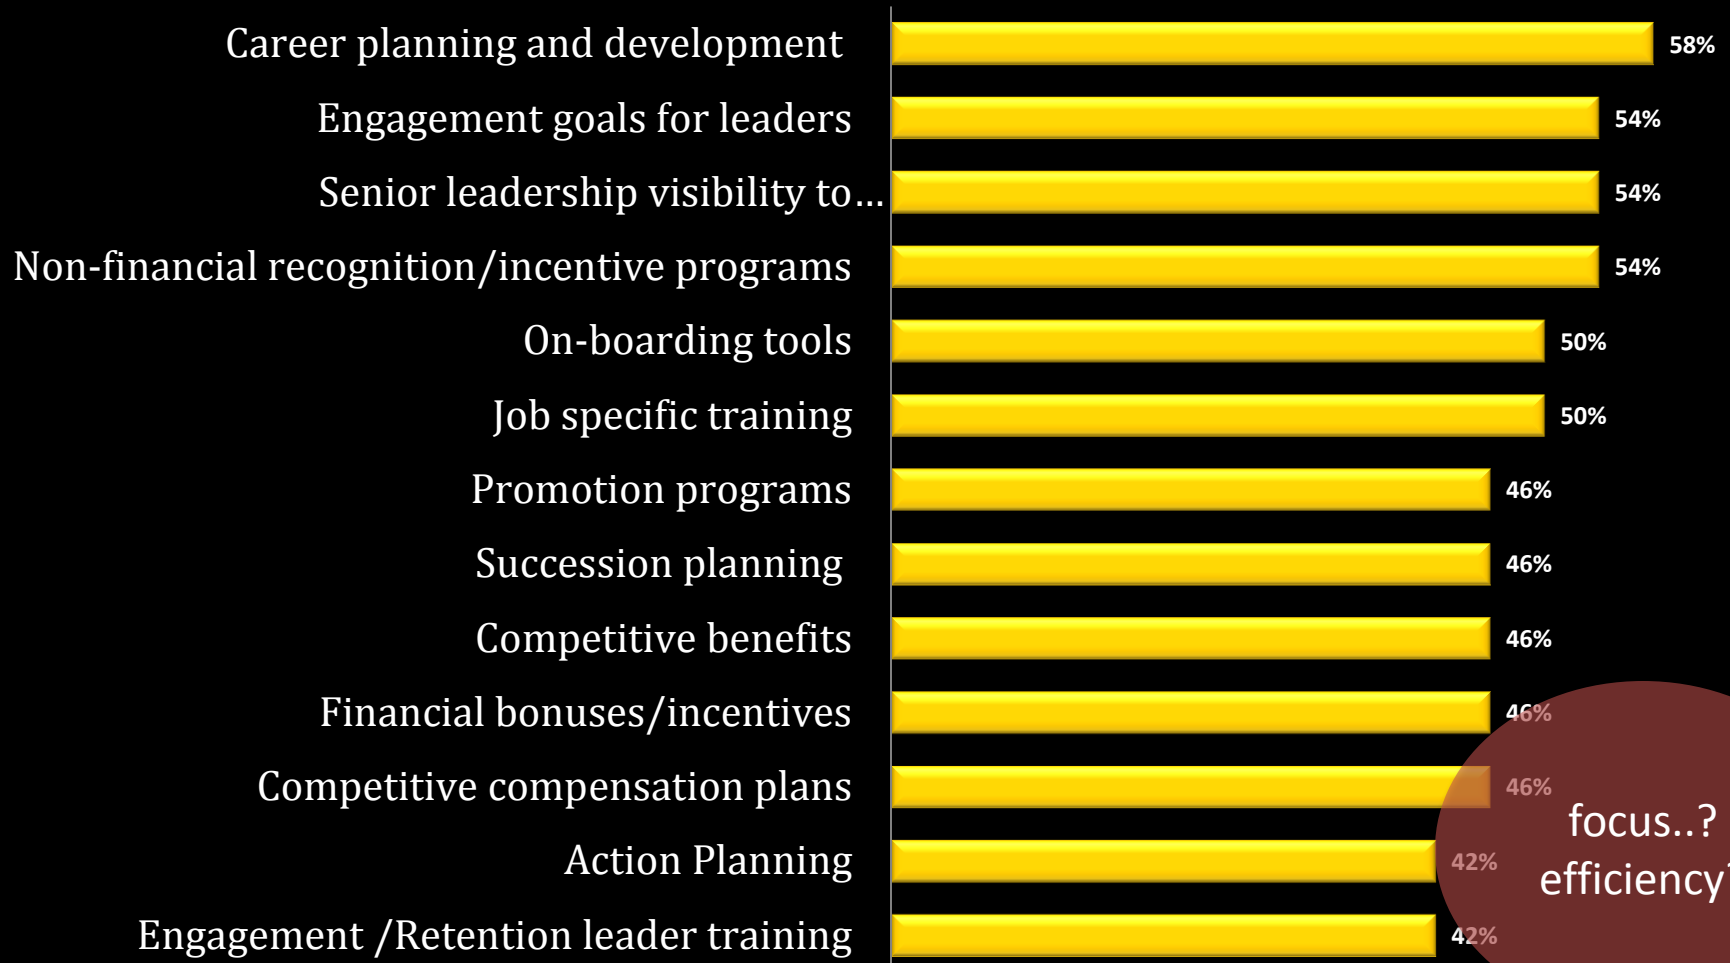 Career planning and development 58%
Engagement goals for leaders 54%
Senior leadership visibility to... 54%
Non-financial recognition/incentive programs 54%
On-boarding tools 50%
Job specific training 50%
Promotion programs 46%
Succession planning 46%
Competitive benefits 46%
Financial bonuses/incentives 46%
Competitive compensation plans 46%
Action Planning 42%
Engagement /Retention leader training 42%
focus..?
efficiency?